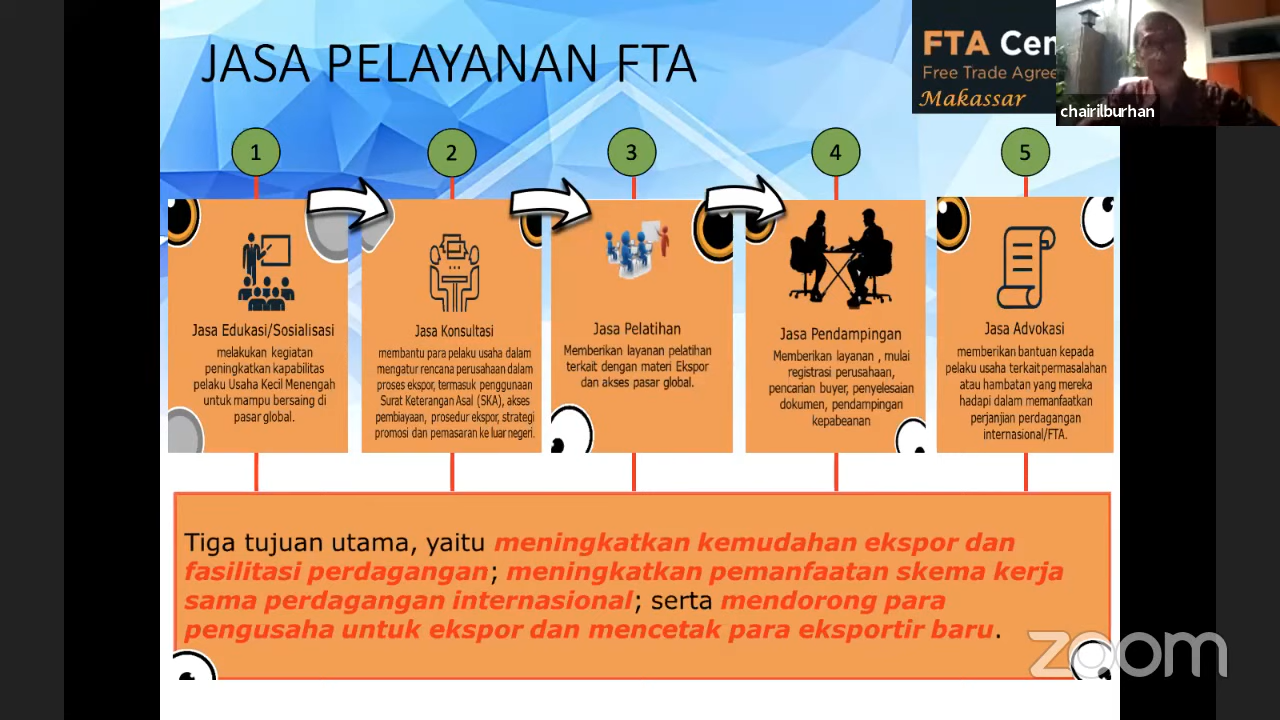 JASA PELAYANAN FTA
FTA Cen
Free Trade Agree
Makassar
chairilburhan
1
2
3
4
5
Jasa Edukasi/Sosialisasi
melakukan kegiatan
peningkatan kapabilitas
pelaku Usaha Kecil Menengah
untuk mampu bersaing di
pasar global.
Jasa Konsultasi
membantu para pelaku usaha dalam
mengatur rencana perusahaan dalam
proses ekspor, termasuk penggunaan
Surat Keterangan Asal (SKA), akses
pembiayaan, prosedur ekspor, strategi
promosi dan pemasaran ke luar negeri.
Jasa Pelatihan
Memberikan layanan pelatihan
terkait dengan materi Ekspor
dan akses pasar global.
Jasa Pendampingan
Memberikan layanan , mulai
registrasi perusahaan,
pencarian buyer, penyelesaian
dokumen, pendampingan
kepabeanan
Jasa Advokasi
memberikan bantuan kepada
pelaku usaha terkait permasalahan
atau hambatan yang mereka
hadapi dalam memanfaatkan
perjanjian perdagangan
internasional/FTA.
Tiga tujuan utama, yaitu meningkatkan kemudahan ekspor dan
fasilitasi perdagangan; meningkatkan pemanfaatan skema kerja
sama perdagangan internasional; serta mendorong para
pengusaha untuk ekspor dan mencetak para eksportir baru.
zoom